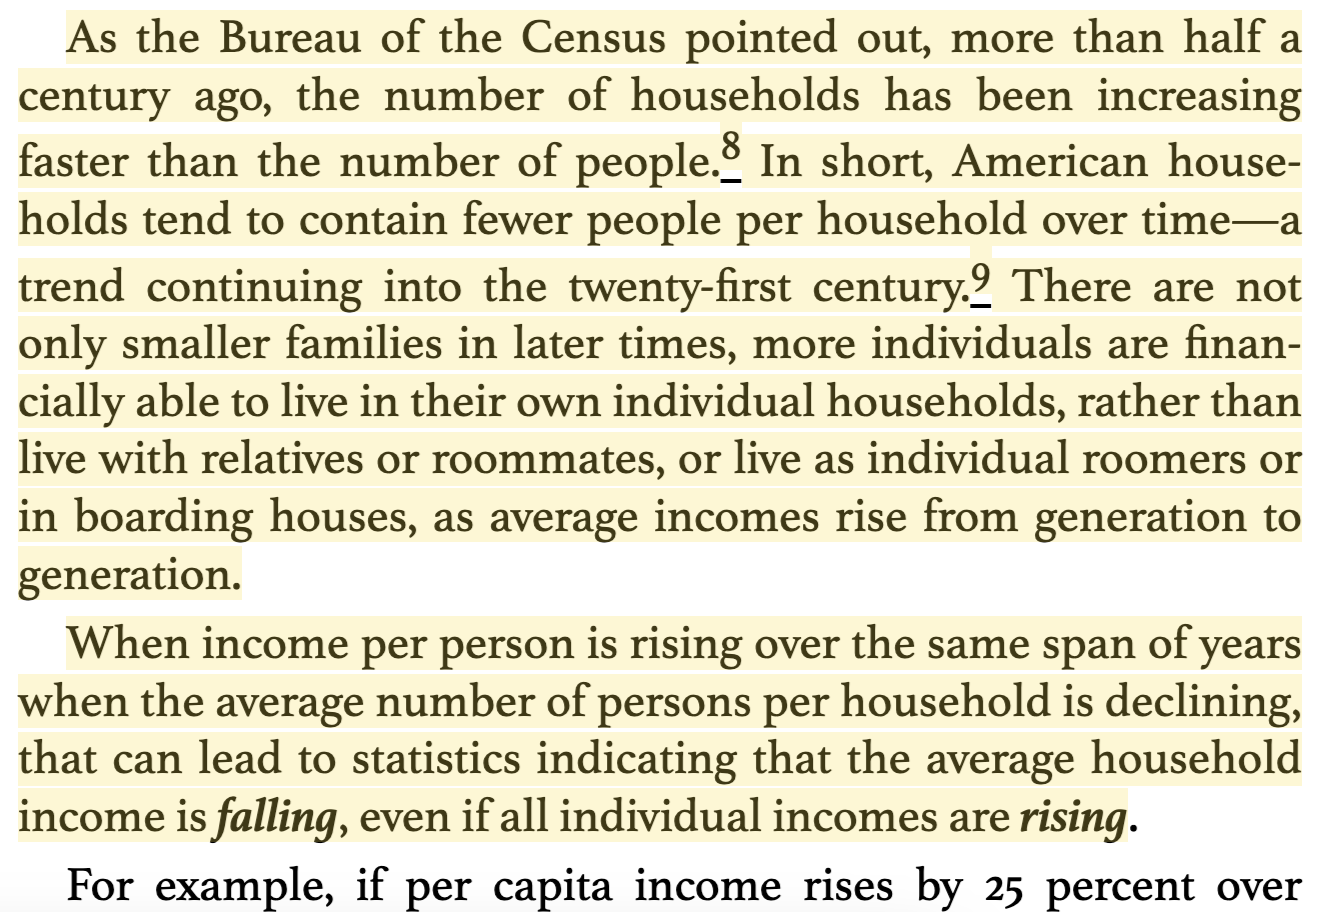 As the Bureau of the Census pointed out, more than half a
century ago, the number of households has been increasing
faster than the number of people.8 In short, American house-
holds tend to contain fewer people per household over time—a
trend continuing into the twenty-first century.9 There are not
only smaller families in later times, more individuals are finan-
cially able to live in their own individual households, rather than
live with relatives or roommates, or live as individual roomers or
in boarding houses, as average incomes rise from generation to
generation.
When income per person is rising over the same span of years
when the average number of persons per household is declining,
that can lead to statistics indicating that the average household
income is falling, even if all individual incomes are rising.
For example, if per capita income rises by 25 percent over